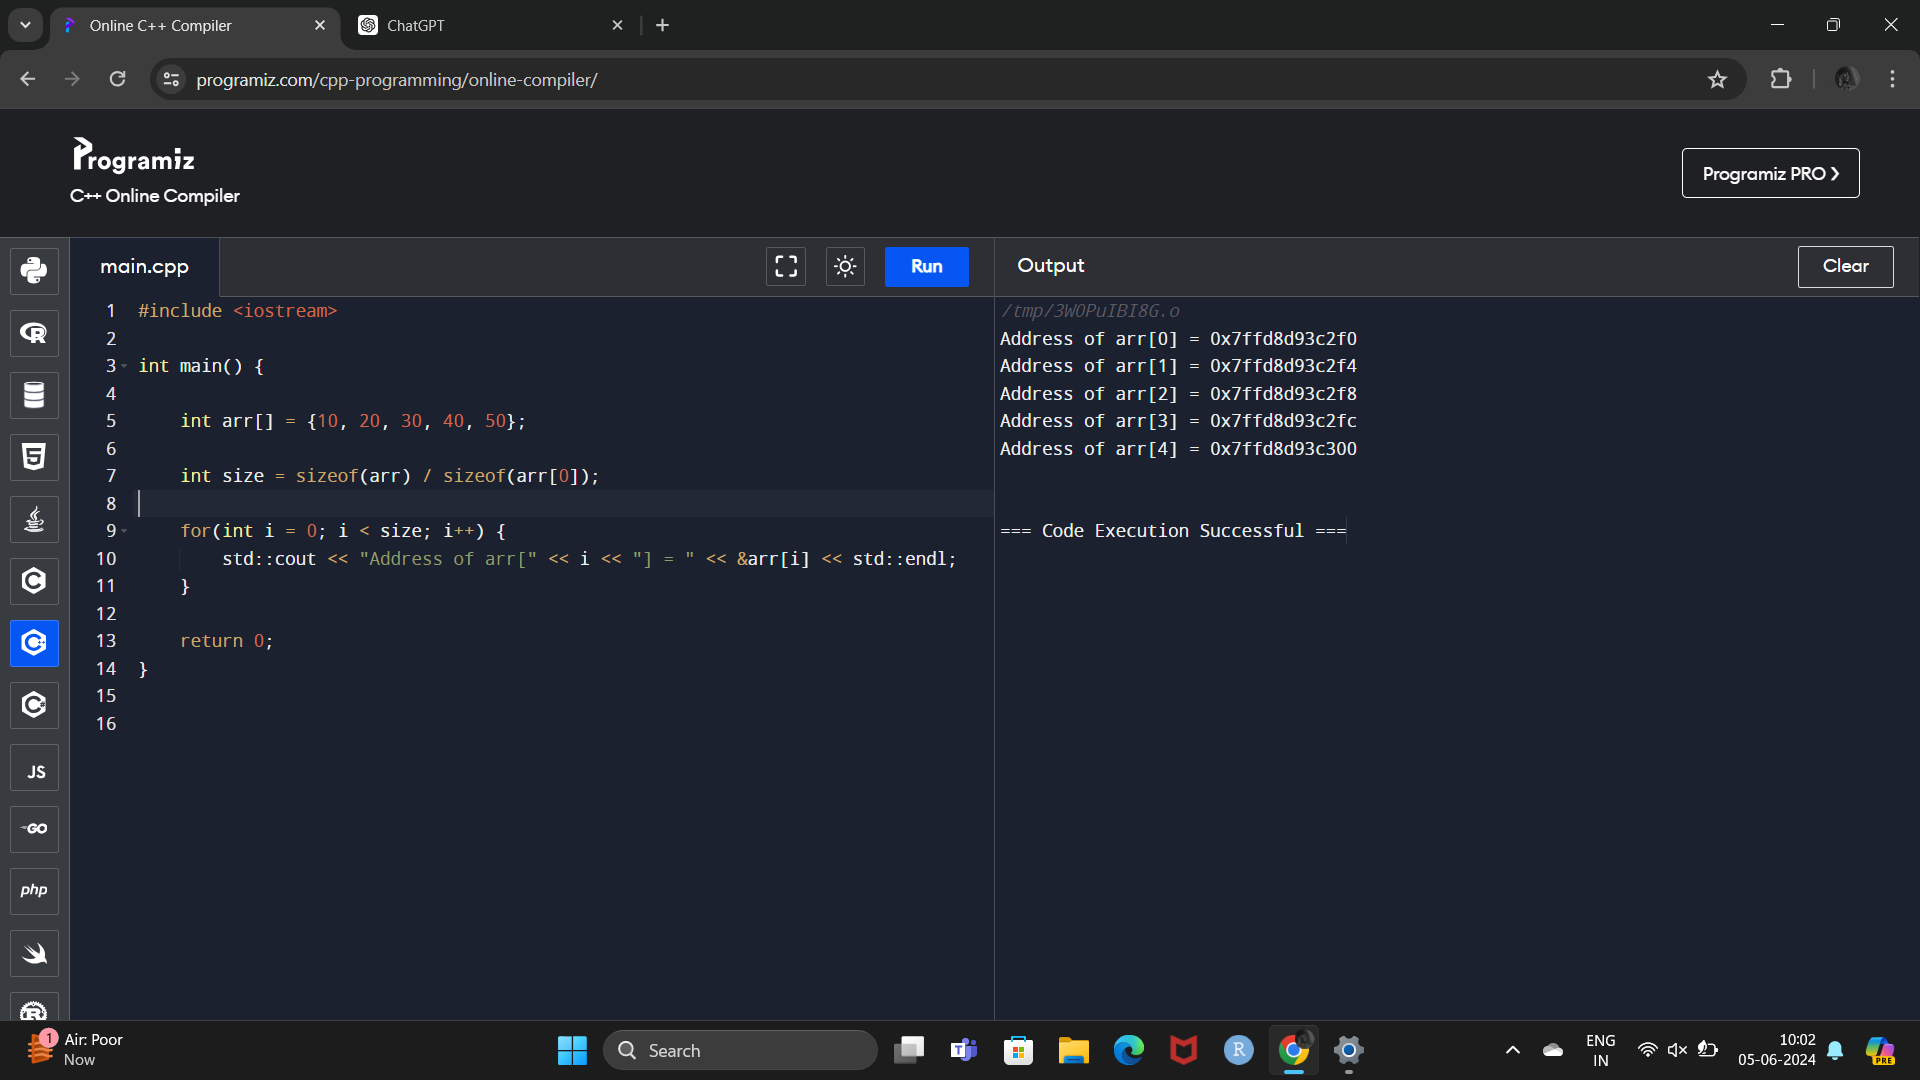 Online C++ Compiler
ChatGPT
programiz.com/cpp-programming/online-compiler/
Programiz
C++ Online Compiler
Programiz PRO
main.cpp
Run
Output
Clear
1 #include <iostream>
2
3 int main() {
4
5 int arr[] = {10, 20, 30, 40, 50};
6
7 int size = sizeof(arr) / sizeof(arr[0]);
8
9 for(int i = 0; i < size; i++) {
10 std::cout << "Address of arr[" << i << "] = " << &arr[i] << std::endl;
11 }
12
13 return 0;
14 }
15
16
/tmp/3WOPuIBI8G.o
Address of arr[0] = 0x7ffd8d93c2f0
Address of arr[1] = 0x7ffd8d93c2f4
Address of arr[2] = 0x7ffd8d93c2f8
Address of arr[3] = 0x7ffd8d93c2fc
Address of arr[4] = 0x7ffd8d93c300
=== Code Execution Successful ===
R
5
C
C
C
JS
GO
php
R
1
Air: Poor
Now
Search
R
ENG
IN
10:02
05-06-2024
PRE